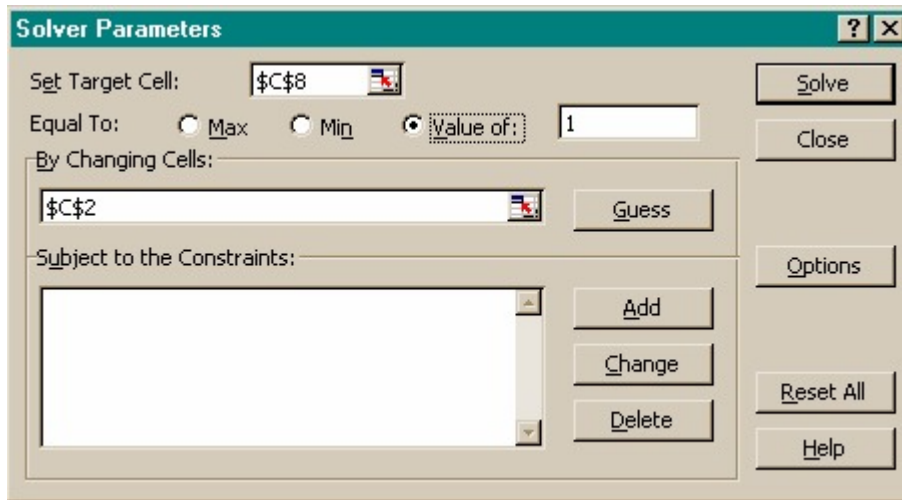 Solver Parameters ? ×
Set Target Cell: $C$8 Solve
Equal To: Max Min Value of: 1 Close
By Changing Cells:
$C$2 Guess
Subject to the Constraints: Options
Add
Change
Reset All
Delete
Help